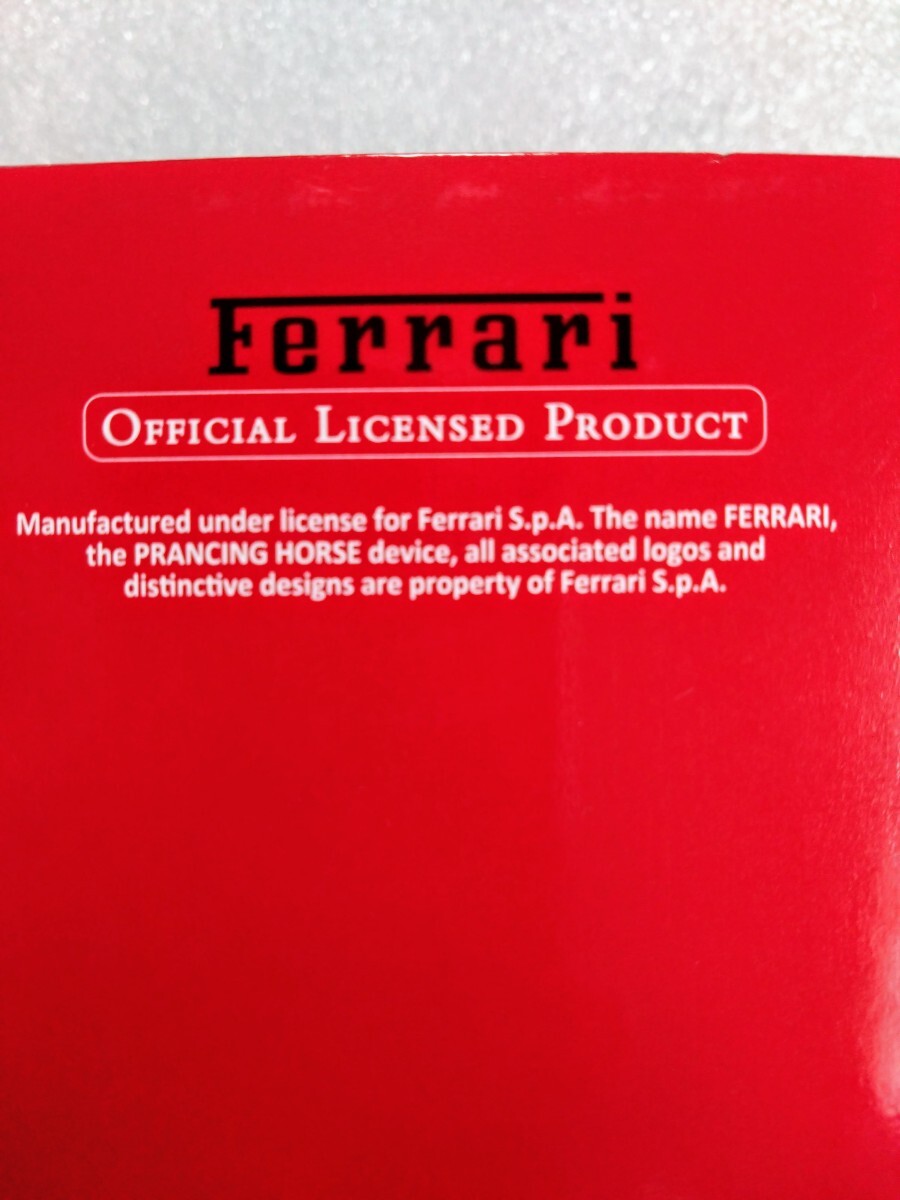 Ferrari
OFFICIAL LICENSED PRODUCT
Manufactured under license for Ferrari S.p.A. The name FERRARI,
the PRANCING HORSE device, all associated logos and
distinctive designs are property of Ferrari S.p.A.